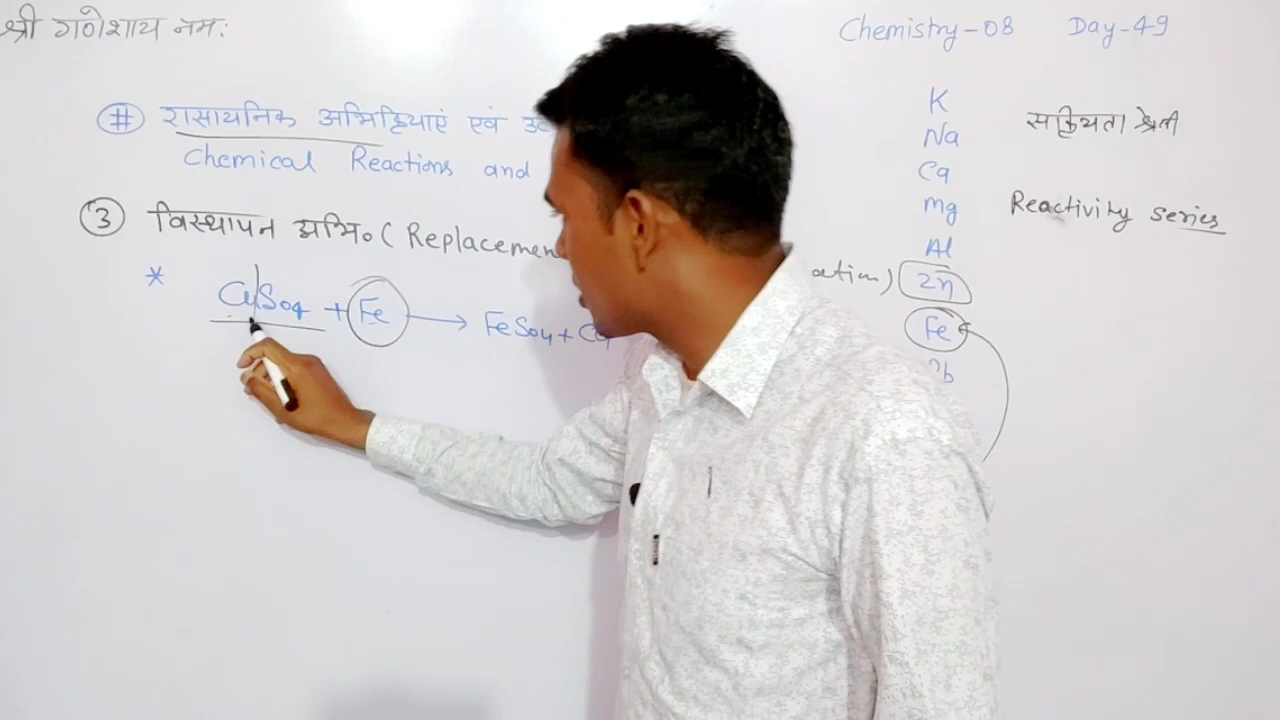 श्री गणेशाय नमः
Chemistry-08 Day-49
# रासायनिक अभिक्रियाएं एवं
Chemical Reactions and
③ विस्थापन अभि० ( Replacemen
* CuSo4 + Fe → FeSo4 + Cu
K
Na
Ca
Mg
Al
Zn
Fe
सक्रियता श्रेणी
Reactivity series